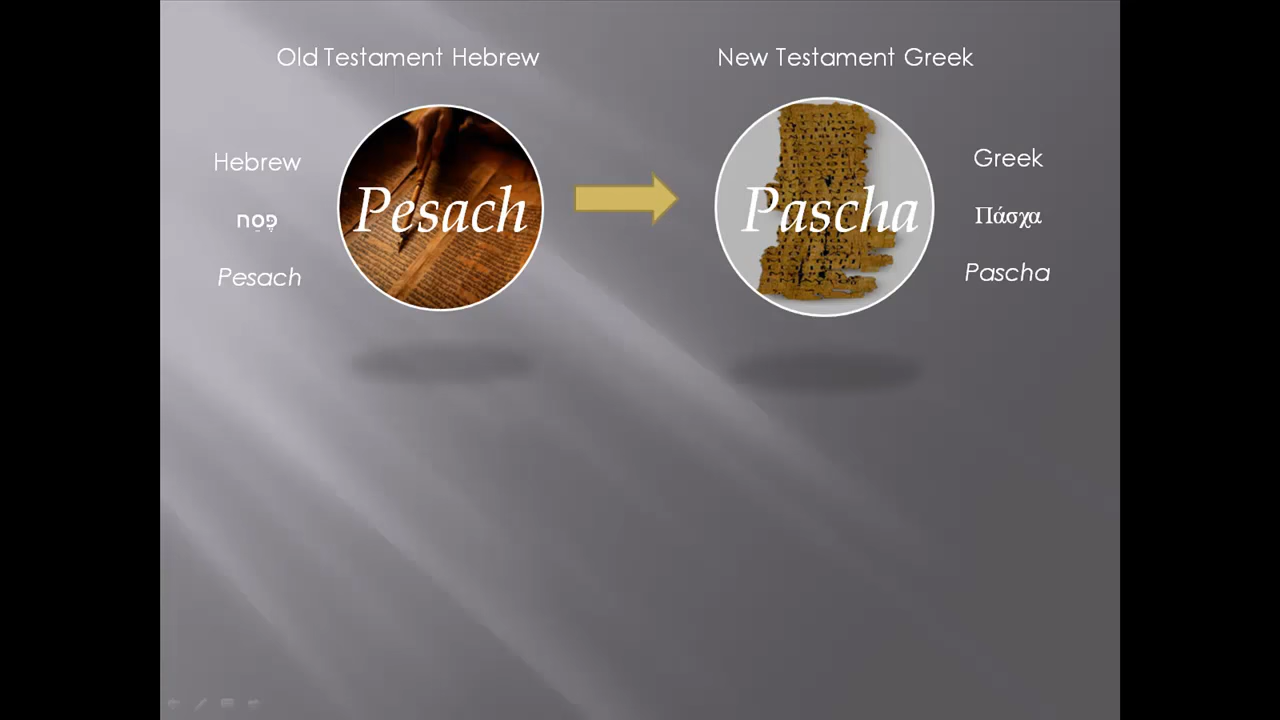 Old Testament Hebrew
New Testament Greek
Hebrew
פֶּסַח
Pesach
Pesach
Pascha
Greek
Πάσχα
Pascha